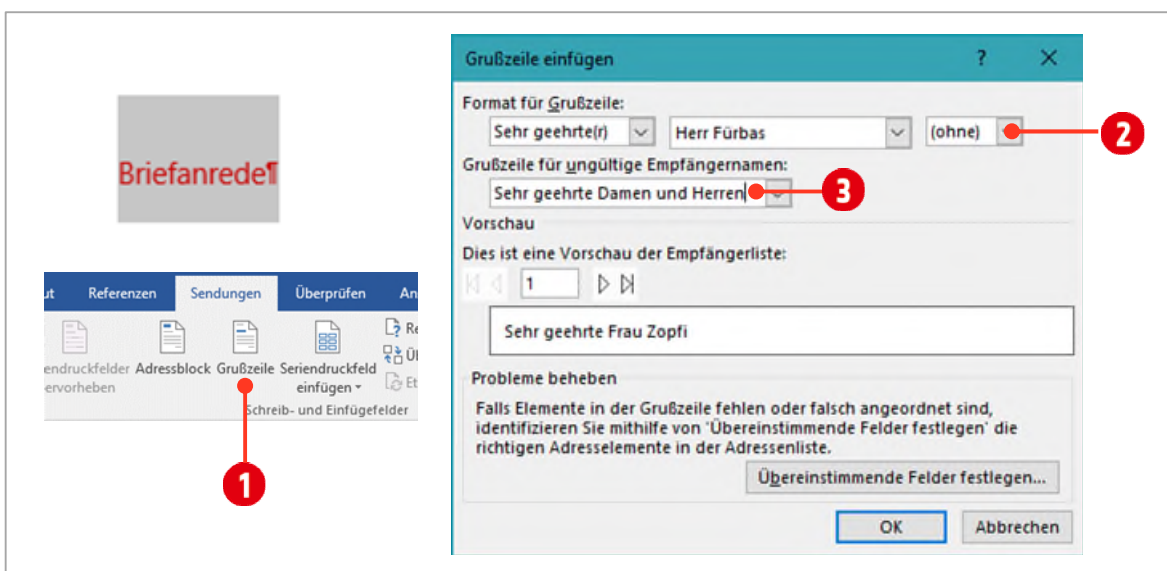 Briefanrede¶
ut Referenzen Sendungen Überprüfen An
endruckfelder Adressblock Grußzeile Seriendruckfeld
ervorheben einfügen
Re
Ül
Et
Schreib- und Einfügefelder
1
Grußzeile einfügen ? ×
Format für Grußzeile:
Sehr geehrte(r) Herr Fürbas (ohne)
2
Grußzeile für ungültige Empfängernamen:
Sehr geehrte Damen und Herren
3
Vorschau
Dies ist eine Vorschau der Empfängerliste:
1
Sehr geehrte Frau Zopfi
Probleme beheben
Falls Elemente in der Grußzeile fehlen oder falsch angeordnet sind,
identifizieren Sie mithilfe von 'Übereinstimmende Felder festlegen' die
richtigen Adresselemente in der Adressenliste.
Übereinstimmende Felder festlegen...
OK Abbrechen